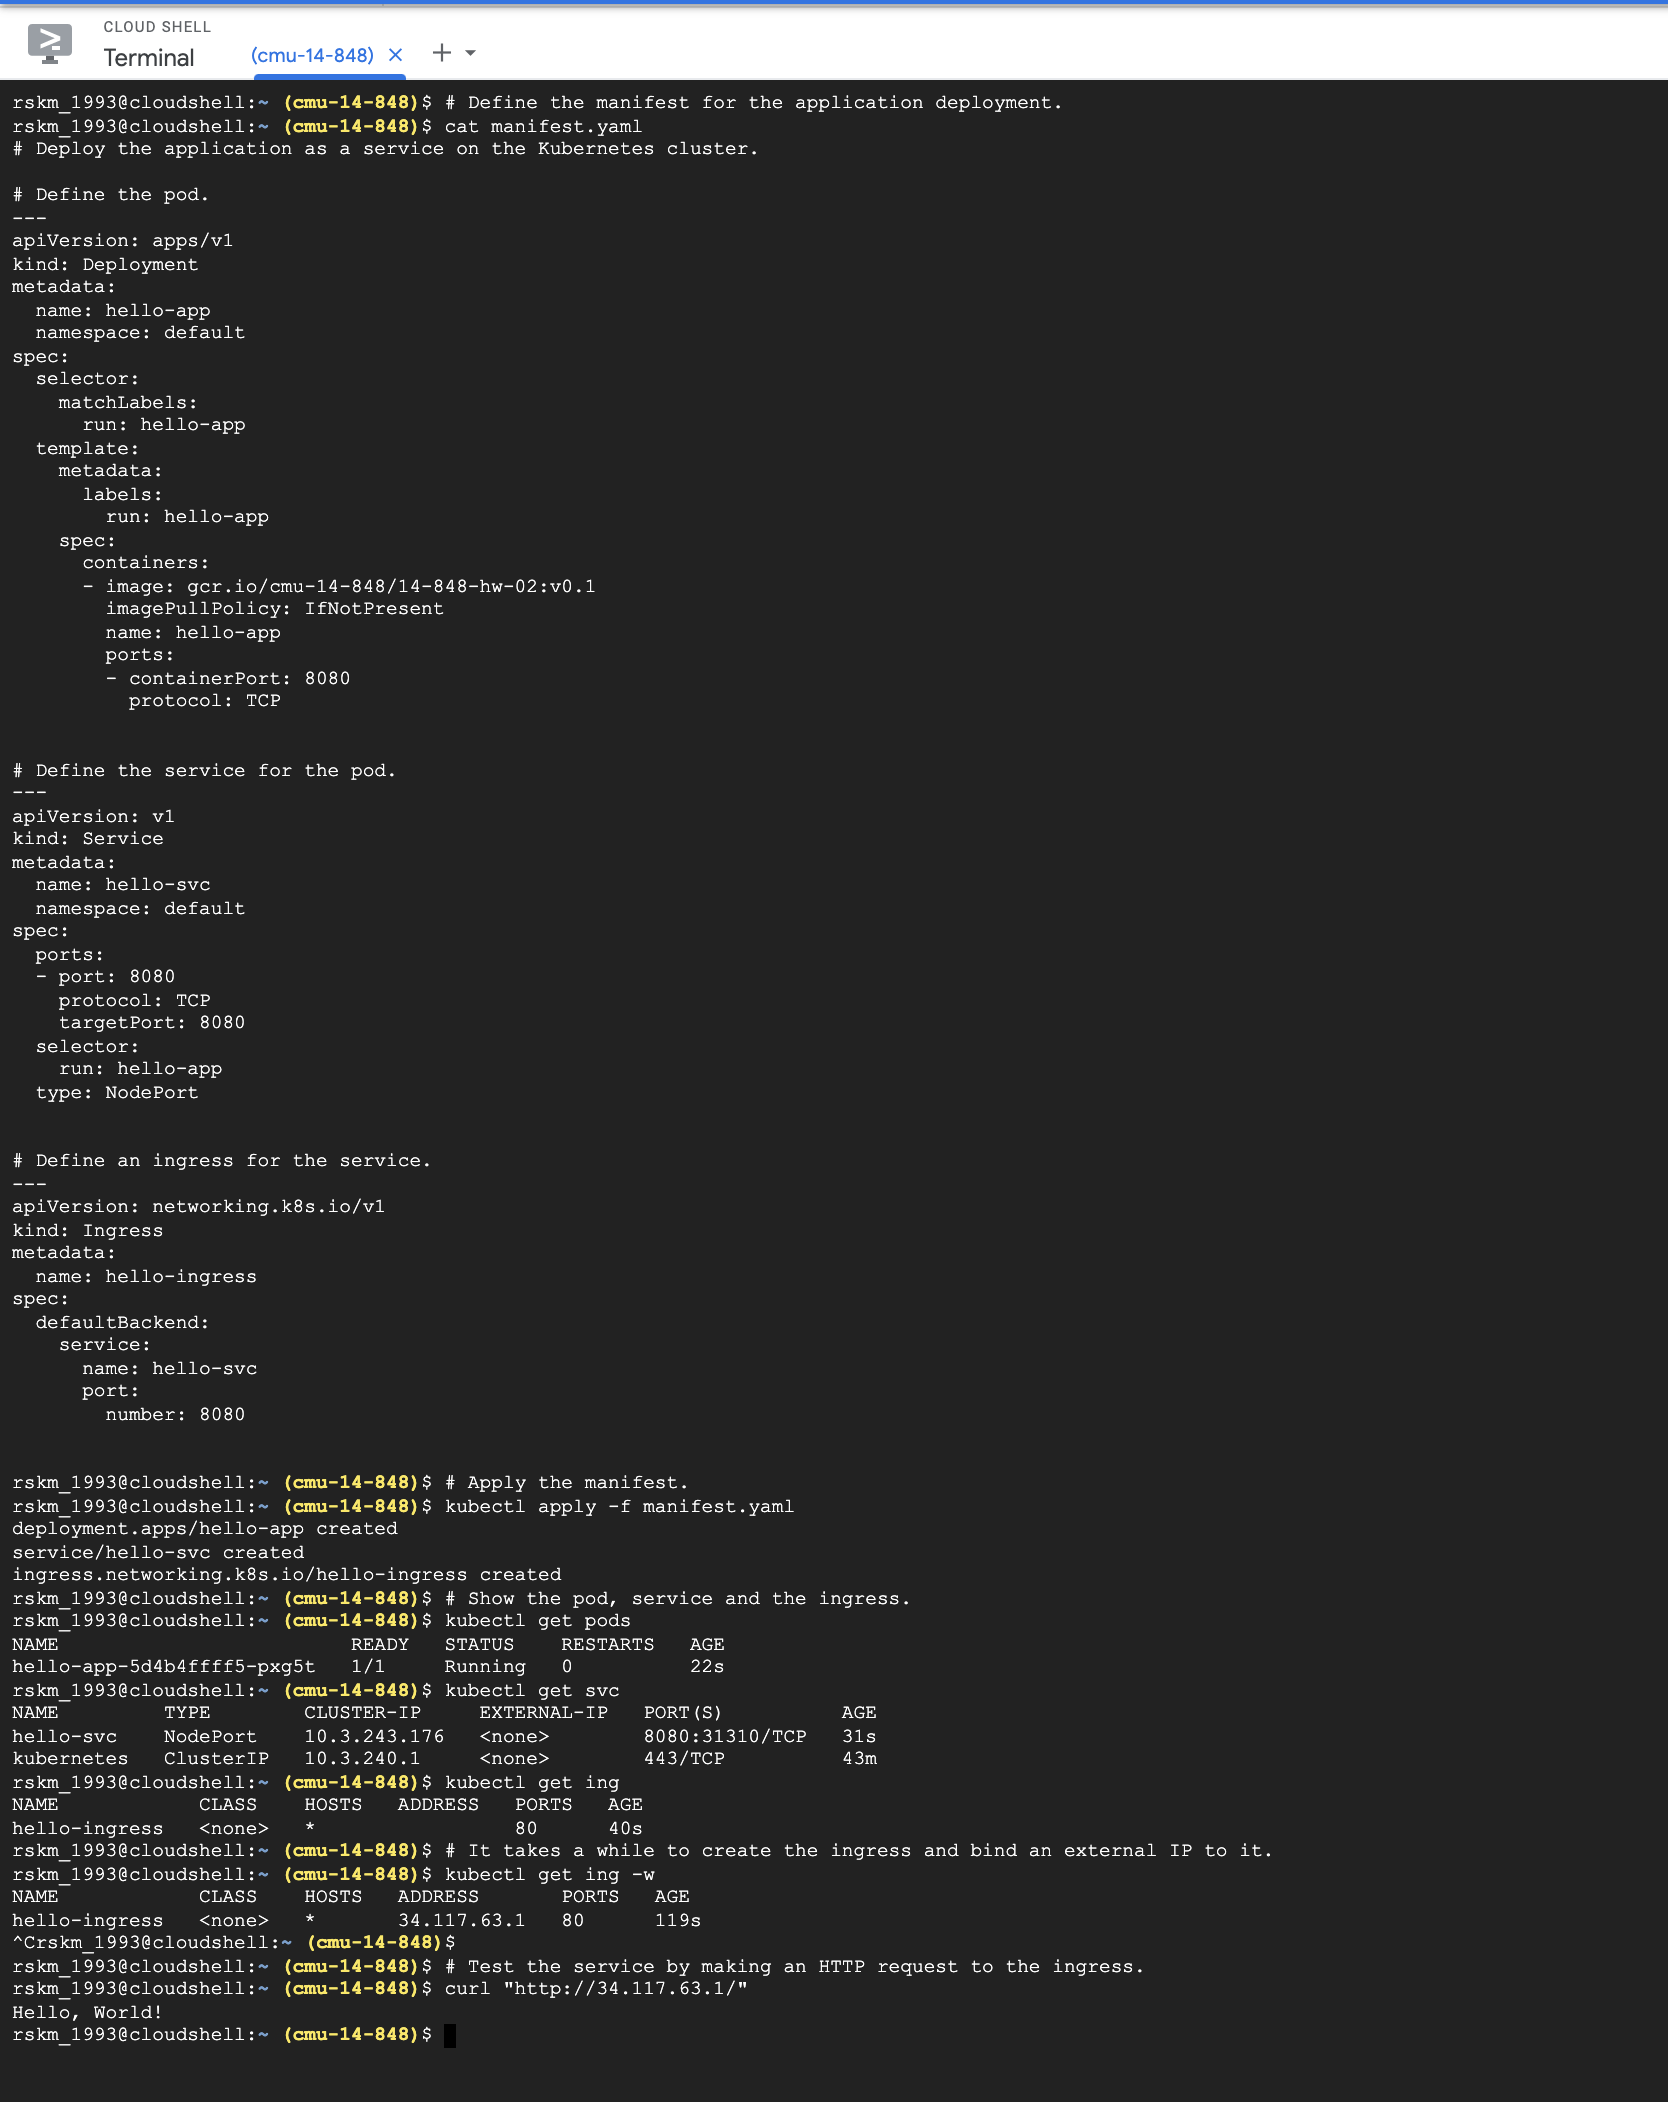 CLOUD SHELL
Terminal
(cmu-14-848)
rskm_1993@cloudshell:~ (cmu-14-848)$ # Define the manifest for the application deployment.
rskm_1993@cloudshell:~ (cmu-14-848)$ cat manifest.yaml
# Deploy the application as a service on the Kubernetes cluster.

# Define the pod.
---
apiVersion: apps/v1
kind: Deployment
metadata:
  name: hello-app
  namespace: default
spec:
  selector:
    matchLabels:
      run: hello-app
  template:
    metadata:
      labels:
        run: hello-app
    spec:
      containers:
      - image: gcr.io/cmu-14-848/14-848-hw-02:v0.1
        imagePullPolicy: IfNotPresent
        name: hello-app
        ports:
        - containerPort: 8080
          protocol: TCP


# Define the service for the pod.
---
apiVersion: v1
kind: Service
metadata:
  name: hello-svc
  namespace: default
spec:
  ports:
  - port: 8080
    protocol: TCP
    targetPort: 8080
  selector:
    run: hello-app
  type: NodePort


# Define an ingress for the service.
---
apiVersion: networking.k8s.io/v1
kind: Ingress
metadata:
  name: hello-ingress
spec:
  defaultBackend:
    service:
      name: hello-svc
      port:
        number: 8080


rskm_1993@cloudshell:~ (cmu-14-848)$ # Apply the manifest.
rskm_1993@cloudshell:~ (cmu-14-848)$ kubectl apply -f manifest.yaml
deployment.apps/hello-app created
service/hello-svc created
ingress.networking.k8s.io/hello-ingress created
rskm_1993@cloudshell:~ (cmu-14-848)$ # Show the pod, service and the ingress.
rskm_1993@cloudshell:~ (cmu-14-848)$ kubectl get pods
NAME                         READY   STATUS    RESTARTS   AGE
hello-app-5d4b4ffff5-pxg5t   1/1     Running   0          22s
rskm_1993@cloudshell:~ (cmu-14-848)$ kubectl get svc
NAME         TYPE        CLUSTER-IP     EXTERNAL-IP   PORT(S)          AGE
hello-svc    NodePort    10.3.243.176   <none>        8080:31310/TCP   31s
kubernetes   ClusterIP   10.3.240.1     <none>        443/TCP          43m
rskm_1993@cloudshell:~ (cmu-14-848)$ kubectl get ing
NAME            CLASS    HOSTS   ADDRESS   PORTS   AGE
hello-ingress   <none>   *                 80      40s
rskm_1993@cloudshell:~ (cmu-14-848)$ # It takes a while to create the ingress and bind an external IP to it.
rskm_1993@cloudshell:~ (cmu-14-848)$ kubectl get ing -w
NAME            CLASS    HOSTS   ADDRESS       PORTS   AGE
hello-ingress   <none>   *       34.117.63.1   80      119s
^Crskm_1993@cloudshell:~ (cmu-14-848)$
rskm_1993@cloudshell:~ (cmu-14-848)$ # Test the service by making an HTTP request to the ingress.
rskm_1993@cloudshell:~ (cmu-14-848)$ curl "http://34.117.63.1/"
Hello, World!
rskm_1993@cloudshell:~ (cmu-14-848)$